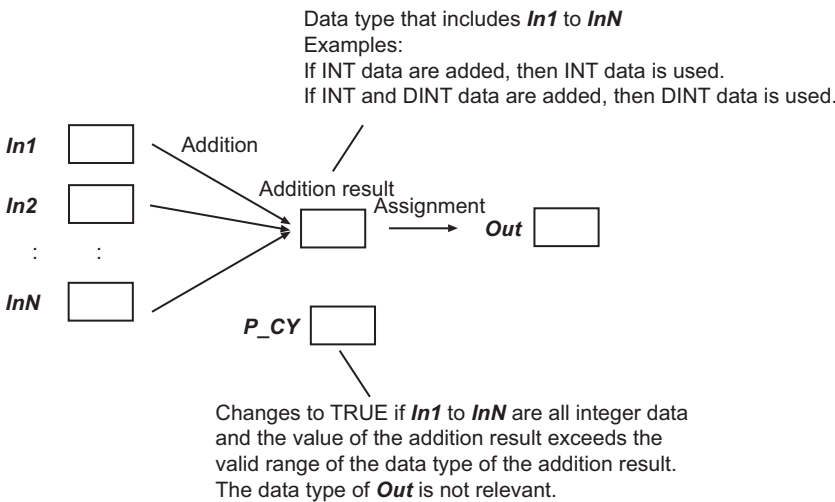 Data type that includes In1 to InN
Examples:
If INT data are added, then INT data is used.
If INT and DINT data are added, then DINT data is used.
In1
Addition
In2
Addition result
Assignment
Out
: :
InN
P_CY
Changes to TRUE if In1 to InN are all integer data
and the value of the addition result exceeds the
valid range of the data type of the addition result.
The data type of Out is not relevant.